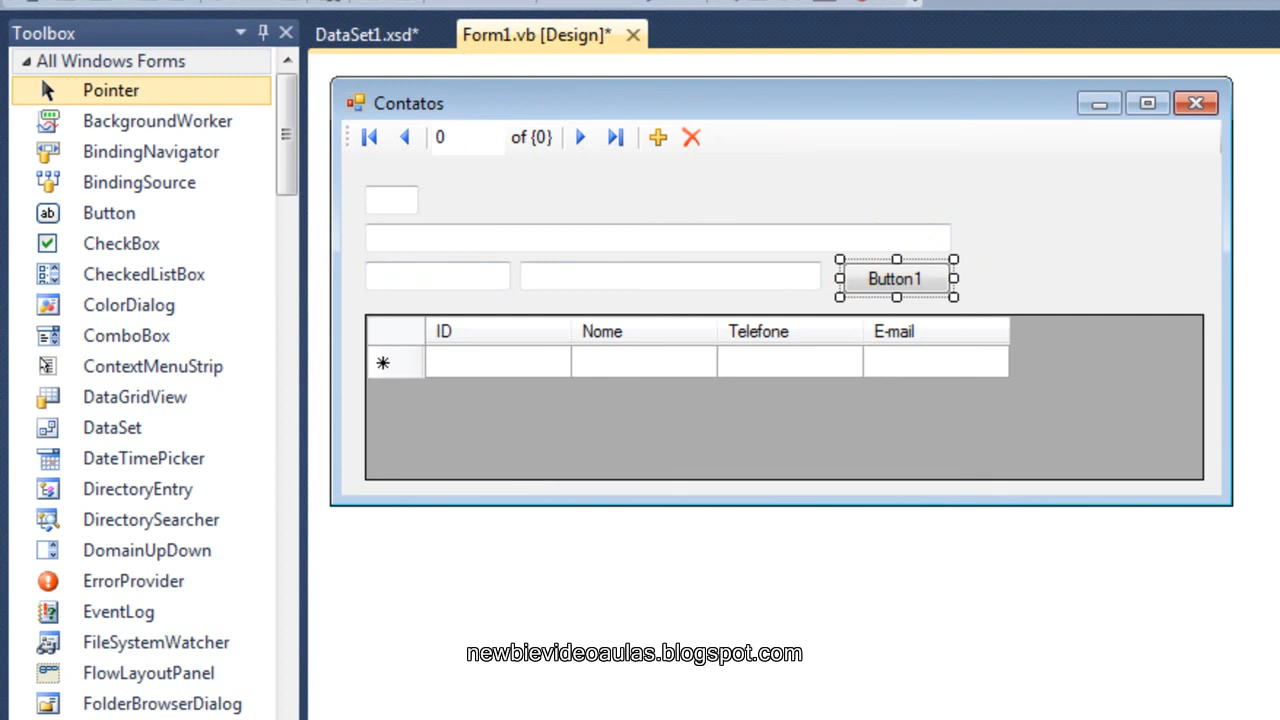 Toolbox
DataSet1.xsd*
Form1.vb [Design]*
All Windows Forms
Pointer
BackgroundWorker
BindingNavigator
BindingSource
Button
CheckBox
CheckedListBox
ColorDialog
ComboBox
ContextMenuStrip
DataGridView
DataSet
DateTimePicker
DirectoryEntry
DirectorySearcher
DomainUpDown
ErrorProvider
EventLog
FileSystemWatcher
FlowLayoutPanel
FolderBrowserDialog
Contatos
0 of {0}
Button1
ID Nome Telefone E-mail
newbievideoaulas.blogspot.com